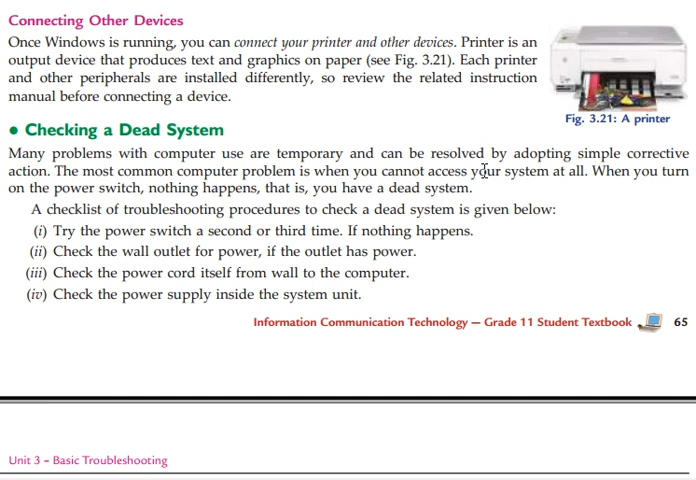 Connecting Other Devices
Once Windows is running, you can connect your printer and other devices. Printer is an
output device that produces text and graphics on paper (see Fig. 3.21). Each printer
and other peripherals are installed differently, so review the related instruction
manual before connecting a device.
Fig. 3.21: A printer
• Checking a Dead System
Many problems with computer use are temporary and can be resolved by adopting simple corrective
action. The most common computer problem is when you cannot access your system at all. When you turn
on the power switch, nothing happens, that is, you have a dead system.
A checklist of troubleshooting procedures to check a dead system is given below:
(i) Try the power switch a second or third time. If nothing happens.
(ii) Check the wall outlet for power, if the outlet has power.
(iii) Check the power cord itself from wall to the computer.
(iv) Check the power supply inside the system unit.
Information Communication Technology — Grade 11 Student Textbook 65
Unit 3 – Basic Troubleshooting